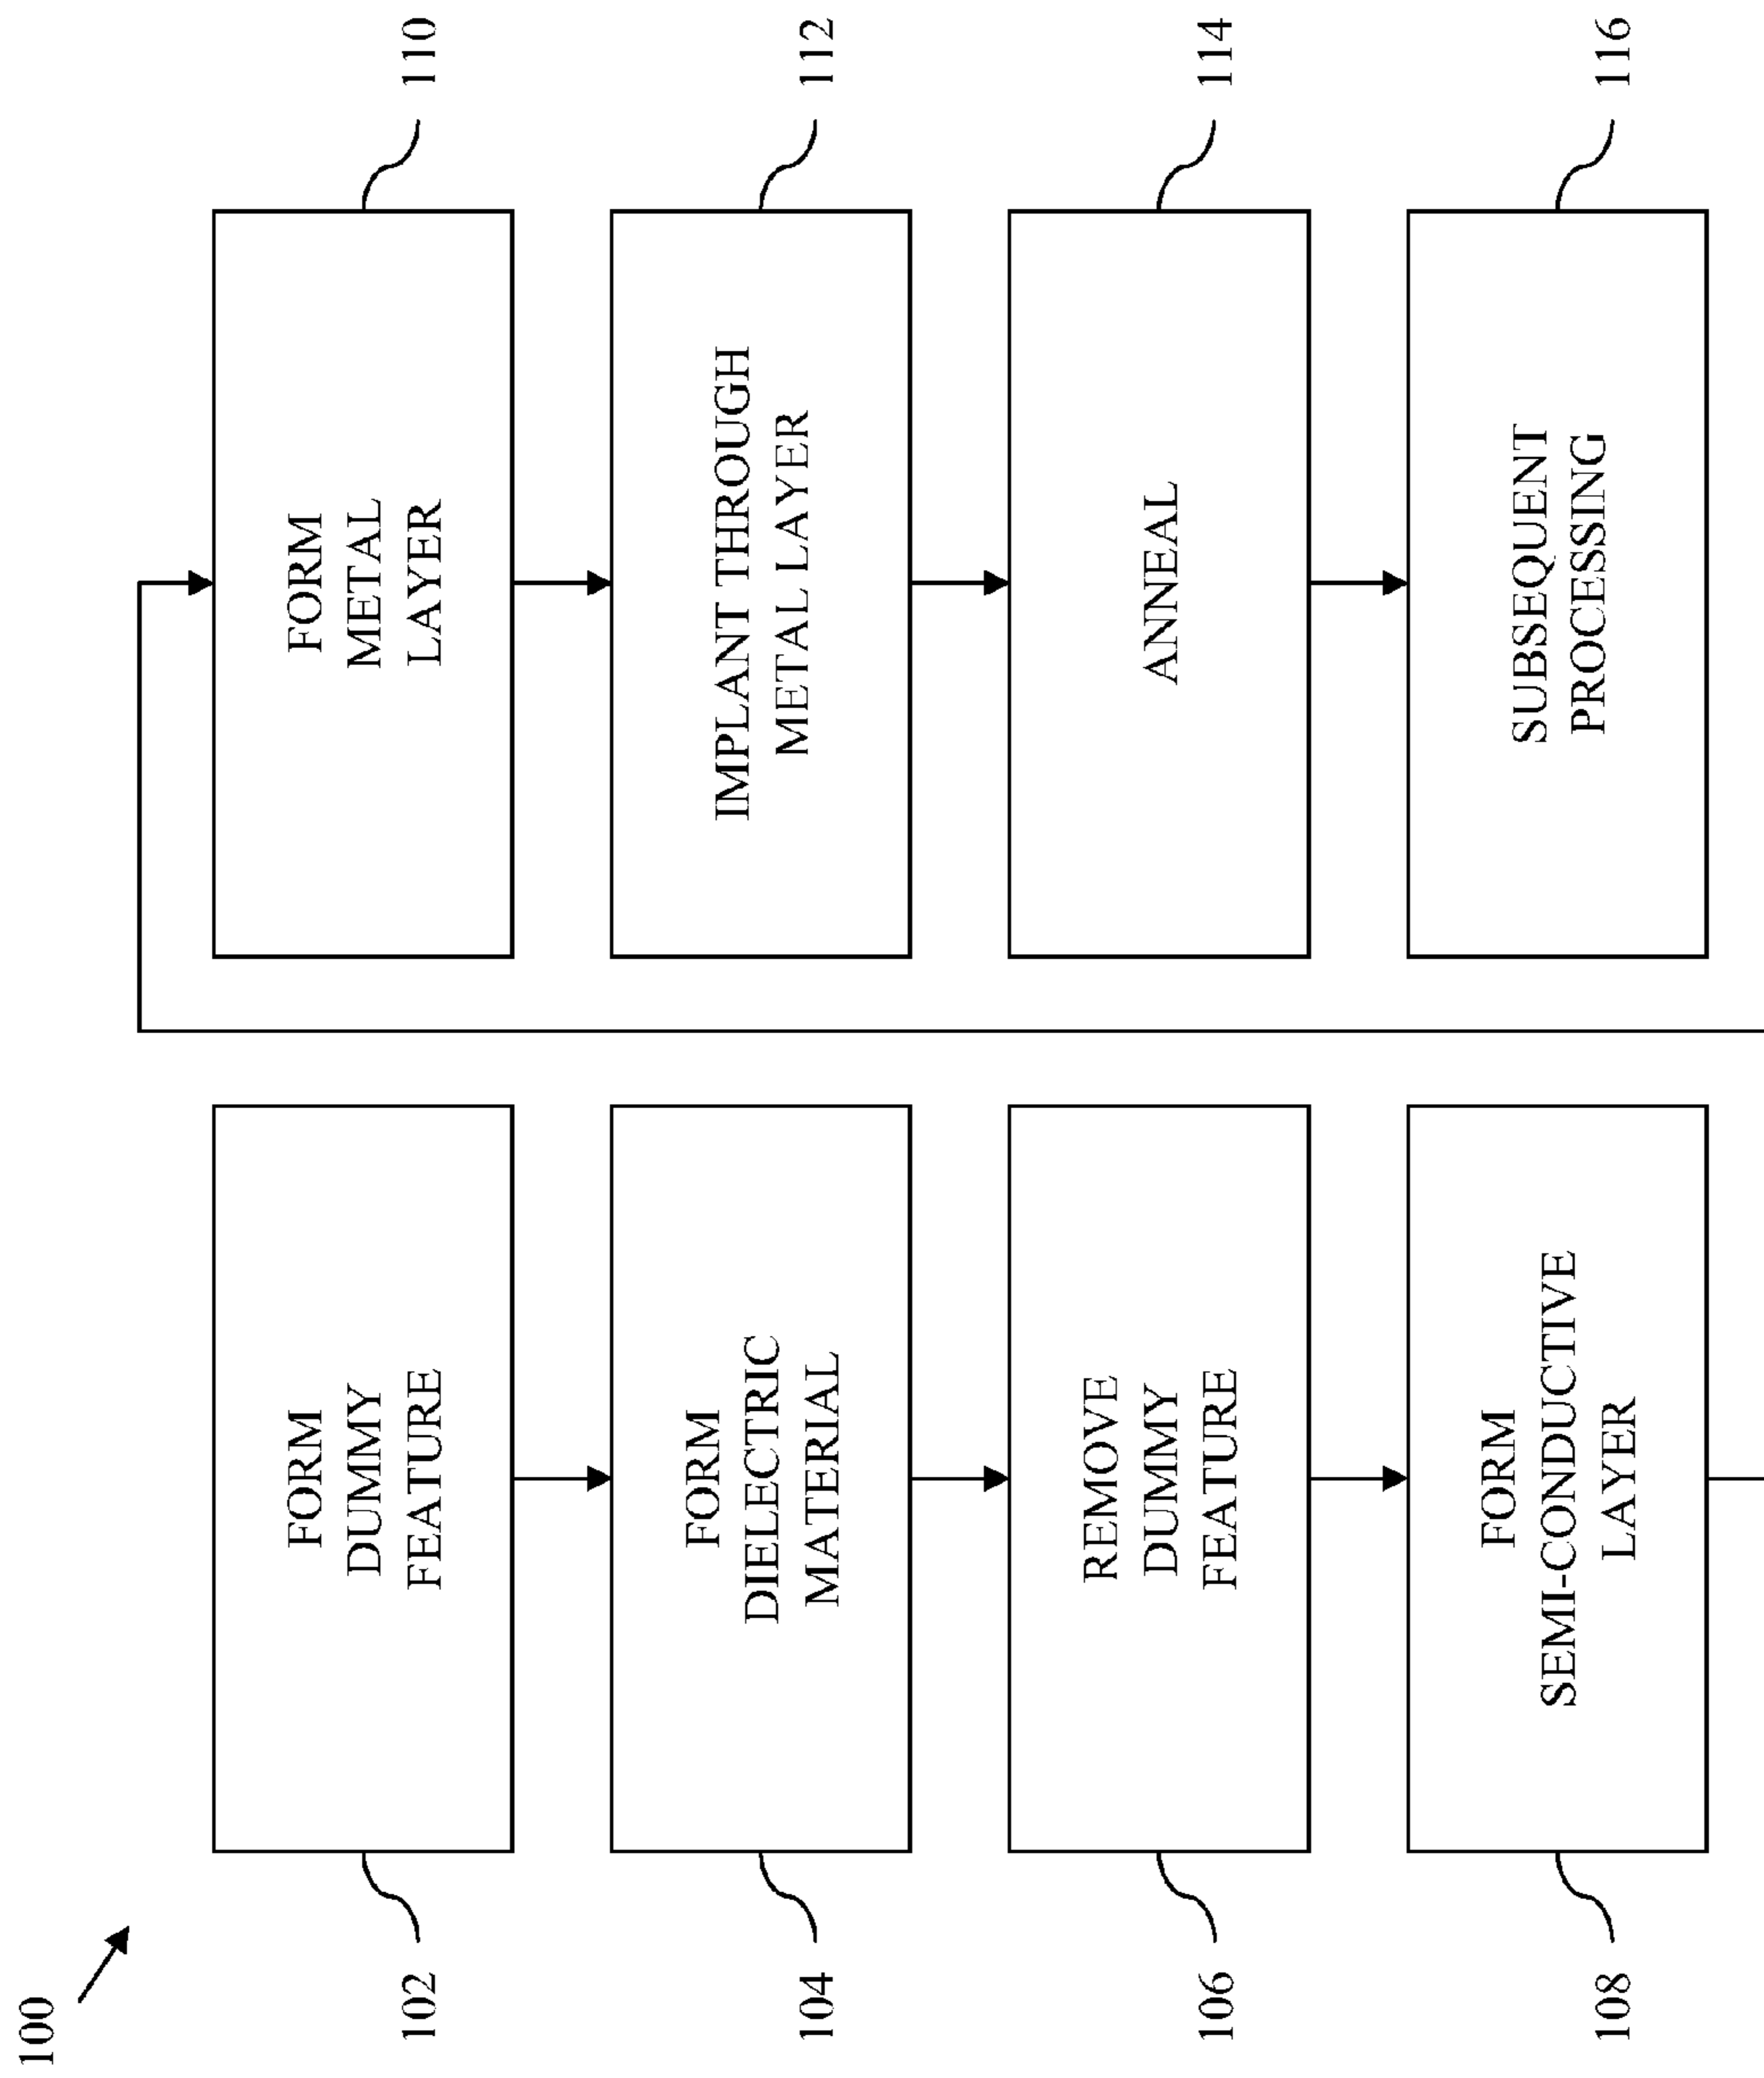 100
102
FORM
DUMMY
FEATURE
104
FORM
DIELECTRIC
MATERIAL
106
REMOVE
DUMMY
FEATURE
108
FORM
SEMI-CONDUCTIVE
LAYER
110
FORM
METAL
LAYER
112
IMPLANT THROUGH
METAL LAYER
114
ANNEAL
116
SUBSEQUENT
PROCESSING